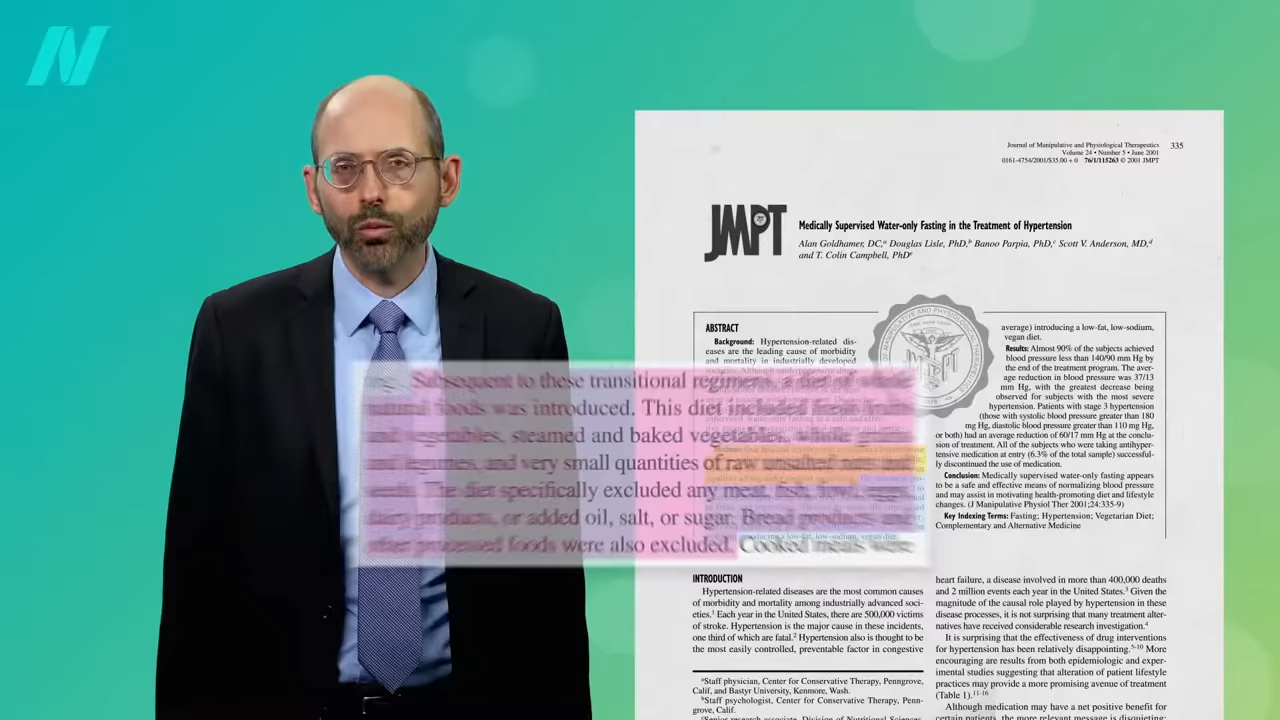 Journal of Manipulative and Physiological Therapeutics 335
Volume 24 • Number 5 • June 2001
0161-4754/2001/$35.00 + 0 76/1/115263 © 2001 JMPT
JMPT
Medically Supervised Water-only Fasting in the Treatment of Hypertension
Alan Goldhamer, DC,a Douglas Lisle, PhD,b Banoo Parpia, PhD,c Scott V. Anderson, MD,d
and T. Colin Campbell, PhDe
ABSTRACT
Background: Hypertension-related dis-
eases are the leading cause of morbidity
and mortality in industrially developed
Subsequent to these transitional
natural foods was introduced. This diet included
vegetables, steamed and baked vegetables,
and very small quantities of raw unsalted
The diet specifically excluded any meat,
or added oil, salt, or sugar. Bread products,
foods were also excluded. Cooked meals were
introducing a low-fat, low-sodium, vegan diet.
average) introducing a low-fat, low-sodium,
vegan diet.
Results: Almost 90% of the subjects achieved
blood pressure less than 140/90 mm Hg by
the end of the treatment program. The aver-
age reduction in blood pressure was 37/13
mm Hg, with the greatest decrease being
observed for subjects with the most severe
hypertension. Patients with stage 3 hypertension
(those with systolic blood pressure greater than 180
mg Hg, diastolic blood pressure greater than 110 mg Hg,
or both) had an average reduction of 60/17 mm Hg at the conclu-
sion of treatment. All of the subjects who were taking antihyper-
tensive medication at entry (6.3% of the total sample) successful-
ly discontinued the use of medication.
Conclusion: Medically supervised water-only fasting appears
to be a safe and effective means of normalizing blood pressure
and may assist in motivating health-promoting diet and lifestyle
changes. (J Manipulative Physiol Ther 2001;24:335-9)
Key Indexing Terms: Fasting; Hypertension; Vegetarian Diet;
Complementary and Alternative Medicine
INTRODUCTION
Hypertension-related diseases are the most common causes
of morbidity and mortality among industrially advanced soci-
eties.1 Each year in the United States, there are 500,000 victims
of stroke. Hypertension is the major cause in these incidents,
one third of which are fatal.2 Hypertension also is thought to be
the most easily controlled, preventable factor in congestive
aStaff physician, Center for Conservative Therapy, Penngrove,
Calif, and Bastyr University, Kenmore, Wash.
bStaff psychologist, Center for Conservative Therapy, Penn-
grove, Calif.
cSenior research associate, Division of Nutritional Sciences,
heart failure, a disease involved in more than 400,000 deaths
and 2 million events each year in the United States.3 Given the
magnitude of the causal role played by hypertension in these
disease processes, it is not surprising that many treatment alter-
natives have received considerable research investigation.4
It is surprising that the effectiveness of drug interventions
for hypertension has been relatively disappointing.5-10 More
encouraging are results from both epidemiologic and exper-
imental studies suggesting that alteration of patient lifestyle
practices may provide a more promising avenue of treatment
(Table 1).11-16
Although medication may have a net positive benefit for
certain patients, the more relevant message is disquieting: